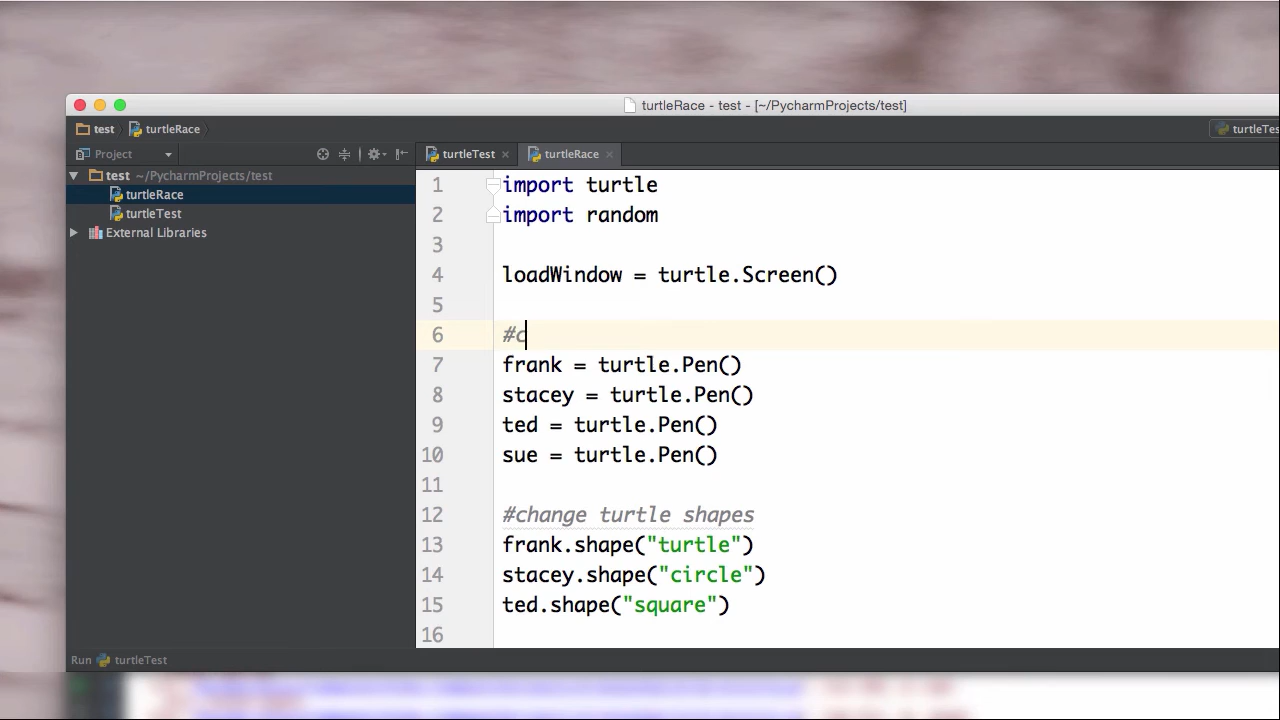 turtleRace - test - [~/PycharmProjects/test]
test turtleRace turtleTes
Project turtleTest turtleRace
test ~/PycharmProjects/test
turtleRace
turtleTest
External Libraries
1 import turtle
2 import random
3
4 loadWindow = turtle.Screen()
5
6 #c
7 frank = turtle.Pen()
8 stacey = turtle.Pen()
9 ted = turtle.Pen()
10 sue = turtle.Pen()
11
12 #change turtle shapes
13 frank.shape("turtle")
14 stacey.shape("circle")
15 ted.shape("square")
16
Run turtleTest